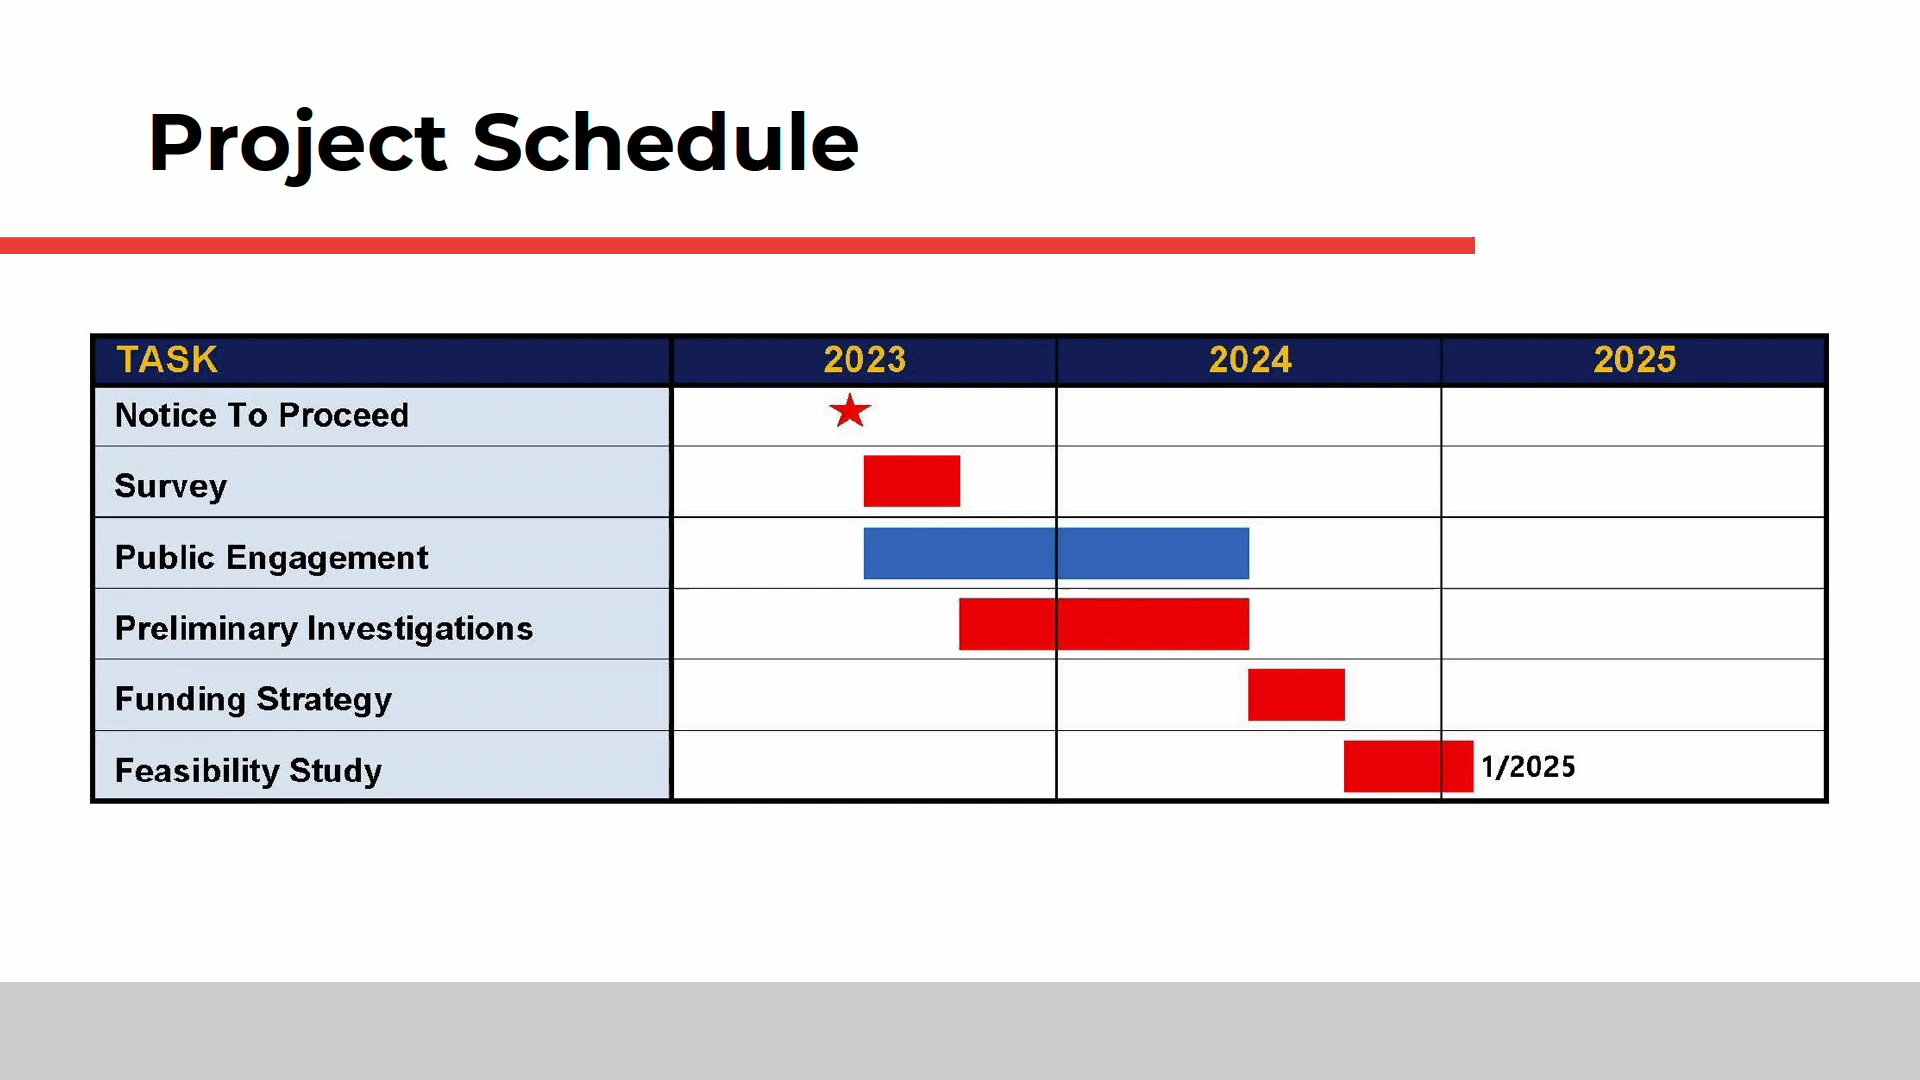 Project Schedule
TASK 2023 2024 2025
Notice To Proceed
Survey
Public Engagement
Preliminary Investigations
Funding Strategy
Feasibility Study 1/2025